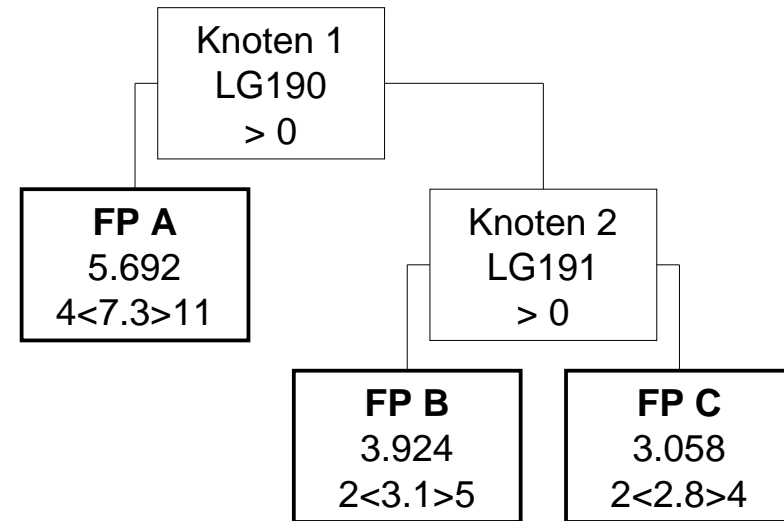 Knoten 1
LG190
> 0
FP A
5.692
4<7.3>11
Knoten 2
LG191
> 0
FP B
3.924
2<3.1>5
FP C
3.058
2<2.8>4